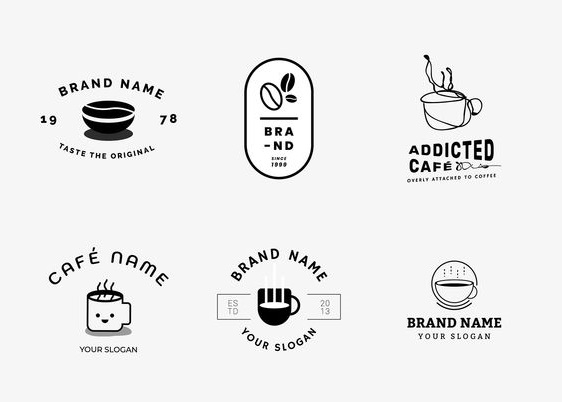 BRAND NAME
19 78
TASTE THE ORIGINAL
BRA
-ND
SINCE
1999
ADDICTED
CAFÉ
OVERLY ATTACHED TO COFFEE
CAFÉ NAME
YOUR SLOGAN
BRAND NAME
ES 20
TD 13
YOUR SLOGAN
BRAND NAME
YOUR SLOGAN